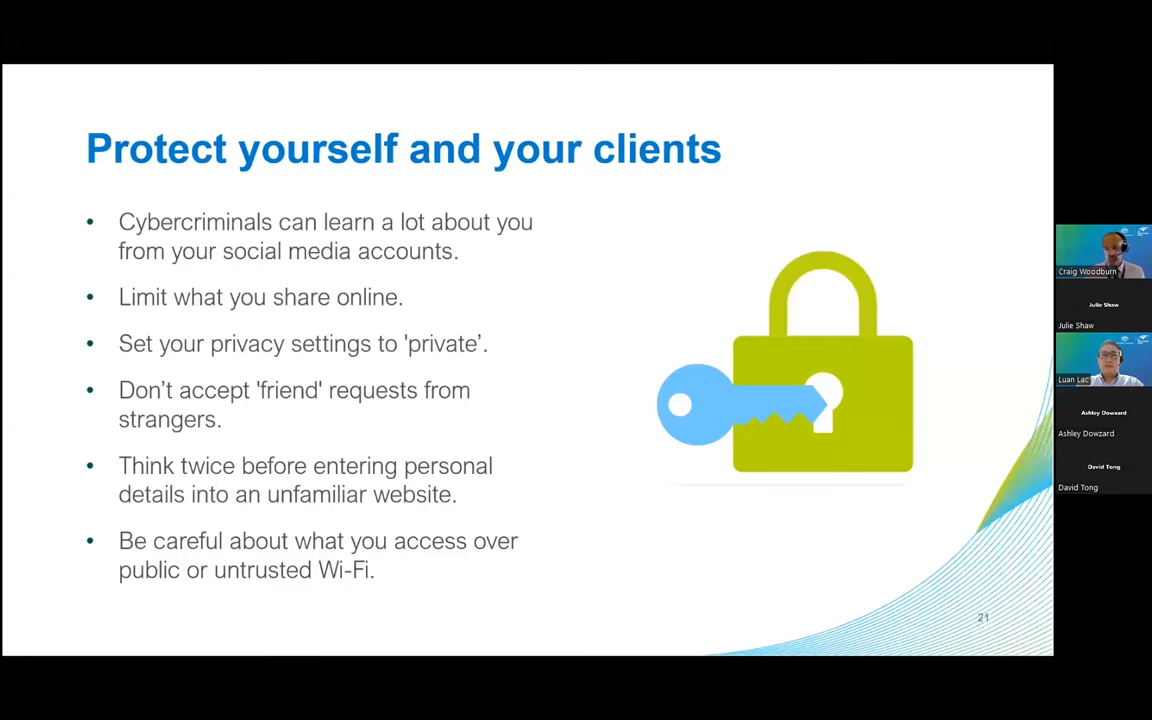 Protect yourself and your clients
• Cybercriminals can learn a lot about you
from your social media accounts.
• Limit what you share online.
• Set your privacy settings to 'private’.
• Don’t accept 'friend' requests from
strangers.
• Think twice before entering personal
details into an unfamiliar website.
• Be careful about what you access over
public or untrusted Wi-Fi.
21
Craig Woodburn
Julie Shaw
Julie Shaw
Luan Lac
Ashley Dowzard
Ashley Dowzard
David Tong
David Tong